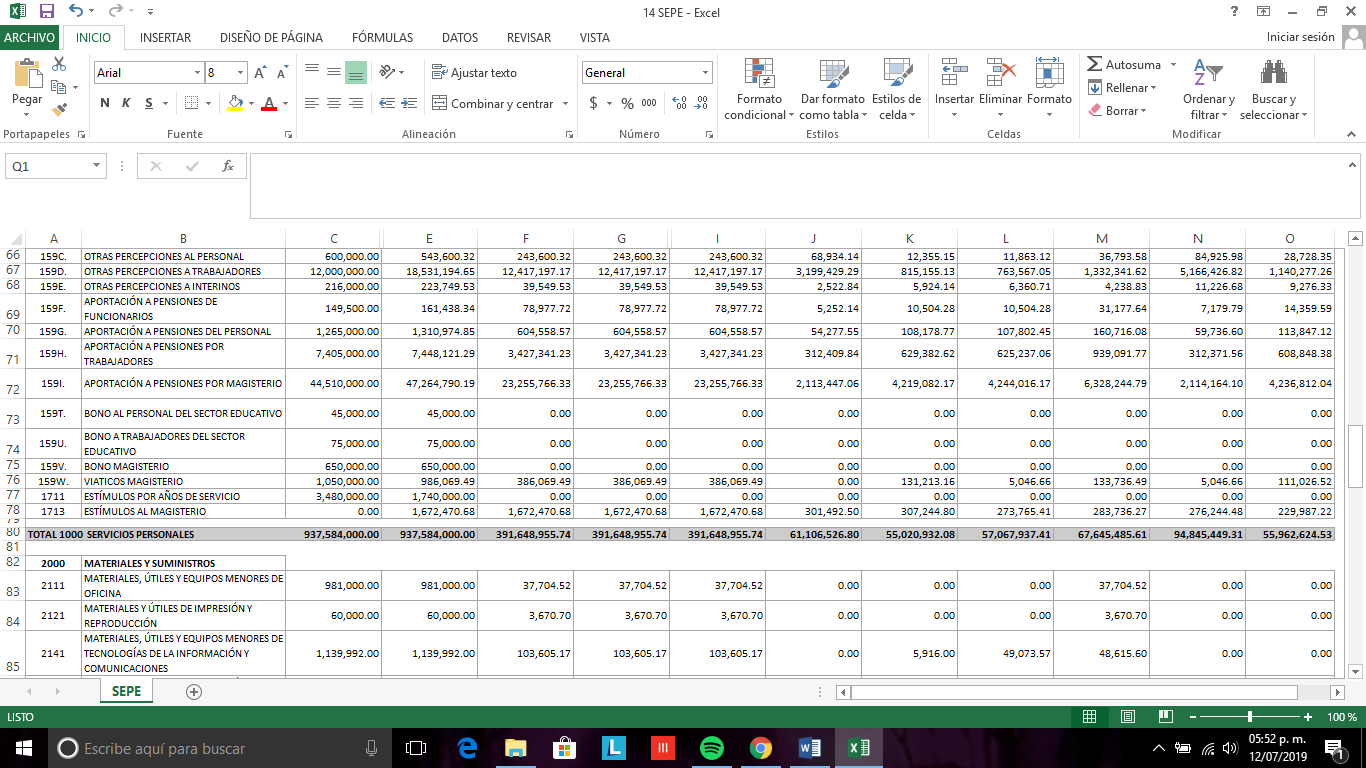 14 SEPE - Excel
?
ARCHIVO INICIO INSERTAR DISEÑO DE PÁGINA FÓRMULAS DATOS REVISAR VISTA Iniciar sesión
Pegar
Arial 8
N K S A
Ajustar texto
Combinar y centrar
General
$ % 000
Formato condicional
Dar formato como tabla
Estilos de celda
Insertar Eliminar Formato
Autosuma
Rellenar
Borrar
Ordenar y filtrar
Buscar y seleccionar
Portapapeles Fuente Alineación Número Estilos Celdas Modificar
Q1 fx
A B C E F G I J K L M N O
66 159C. OTRAS PERCEPCIONES AL PERSONAL 600,000.00 543,600.32 243,600.32 243,600.32 243,600.32 68,934.14 12,355.15 11,863.12 36,793.58 84,925.98 28,728.35
67 159D. OTRAS PERCEPCIONES A TRABAJADORES 12,000,000.00 18,531,194.65 12,417,197.17 12,417,197.17 12,417,197.17 3,199,429.29 815,155.13 763,567.05 1,332,341.62 5,166,426.82 1,140,277.26
68 159E. OTRAS PERCEPCIONES A INTERINOS 216,000.00 223,749.53 39,549.53 39,549.53 39,549.53 2,522.84 5,924.14 6,360.71 4,238.83 11,226.68 9,276.33
69 159F. APORTACIÓN A PENSIONES DE FUNCIONARIOS 149,500.00 161,438.34 78,977.72 78,977.72 78,977.72 5,252.14 10,504.28 10,504.28 31,177.64 7,179.79 14,359.59
70 159G. APORTACIÓN A PENSIONES DEL PERSONAL 1,265,000.00 1,310,974.85 604,558.57 604,558.57 604,558.57 54,277.55 108,178.77 107,802.45 160,716.08 59,736.60 113,847.12
71 159H. APORTACIÓN A PENSIONES POR TRABAJADORES 7,405,000.00 7,448,121.29 3,427,341.23 3,427,341.23 3,427,341.23 312,409.84 629,382.62 625,237.06 939,091.77 312,371.56 608,848.38
72 159I. APORTACIÓN A PENSIONES POR MAGISTERIO 44,510,000.00 47,264,790.19 23,255,766.33 23,255,766.33 23,255,766.33 2,113,447.06 4,219,082.17 4,244,016.17 6,328,244.79 2,114,164.10 4,236,812.04
73 159T. BONO AL PERSONAL DEL SECTOR EDUCATIVO 45,000.00 45,000.00 0.00 0.00 0.00 0.00 0.00 0.00 0.00 0.00 0.00
74 159U. BONO A TRABAJADORES DEL SECTOR EDUCATIVO 75,000.00 75,000.00 0.00 0.00 0.00 0.00 0.00 0.00 0.00 0.00 0.00
75 159V. BONO MAGISTERIO 650,000.00 650,000.00 0.00 0.00 0.00 0.00 0.00 0.00 0.00 0.00 0.00
76 159W. VIATICOS MAGISTERIO 1,050,000.00 986,069.49 386,069.49 386,069.49 386,069.49 0.00 131,213.16 5,046.66 133,736.49 5,046.66 111,026.52
77 1711 ESTÍMULOS POR AÑOS DE SERVICIO 3,480,000.00 1,740,000.00 0.00 0.00 0.00 0.00 0.00 0.00 0.00 0.00 0.00
78 1713 ESTÍMULOS AL MAGISTERIO 0.00 1,672,470.68 1,672,470.68 1,672,470.68 1,672,470.68 301,492.50 307,244.80 273,765.41 283,736.27 276,244.48 229,987.22
79
80 TOTAL 1000 SERVICIOS PERSONALES 937,584,000.00 937,584,000.00 391,648,955.74 391,648,955.74 391,648,955.74 61,106,526.80 55,020,932.08 57,067,937.41 67,645,485.61 94,845,449.31 55,962,624.53
81
82 2000 MATERIALES Y SUMINISTROS
83 2111 MATERIALES, ÚTILES Y EQUIPOS MENORES DE OFICINA 981,000.00 981,000.00 37,704.52 37,704.52 37,704.52 0.00 0.00 0.00 37,704.52 0.00 0.00
84 2121 MATERIALES Y ÚTILES DE IMPRESIÓN Y REPRODUCCIÓN 60,000.00 60,000.00 3,670.70 3,670.70 3,670.70 0.00 0.00 0.00 3,670.70 0.00 0.00
85 2141 MATERIALES, ÚTILES Y EQUIPOS MENORES DE TECNOLOGÍAS DE LA INFORMACIÓN Y COMUNICACIONES 1,139,992.00 1,139,992.00 103,605.17 103,605.17 103,605.17 0.00 5,916.00 49,073.57 48,615.60 0.00 0.00
SEPE
LISTO 100 %
Escribe aquí para buscar
05:52 p. m.
12/07/2019
1